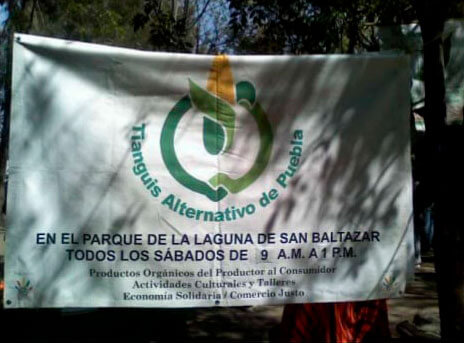 Tianguis Alternativo de Puebla
EN EL PARQUE DE LA LAGUNA DE SAN BALTAZAR
TODOS LOS SÁBADOS DE 9 A.M. A 1 P.M.
Productos Orgánicos del Productor al Consumidor
Actividades Culturales y Talleres
Economía Solidaria / Comercio Justo